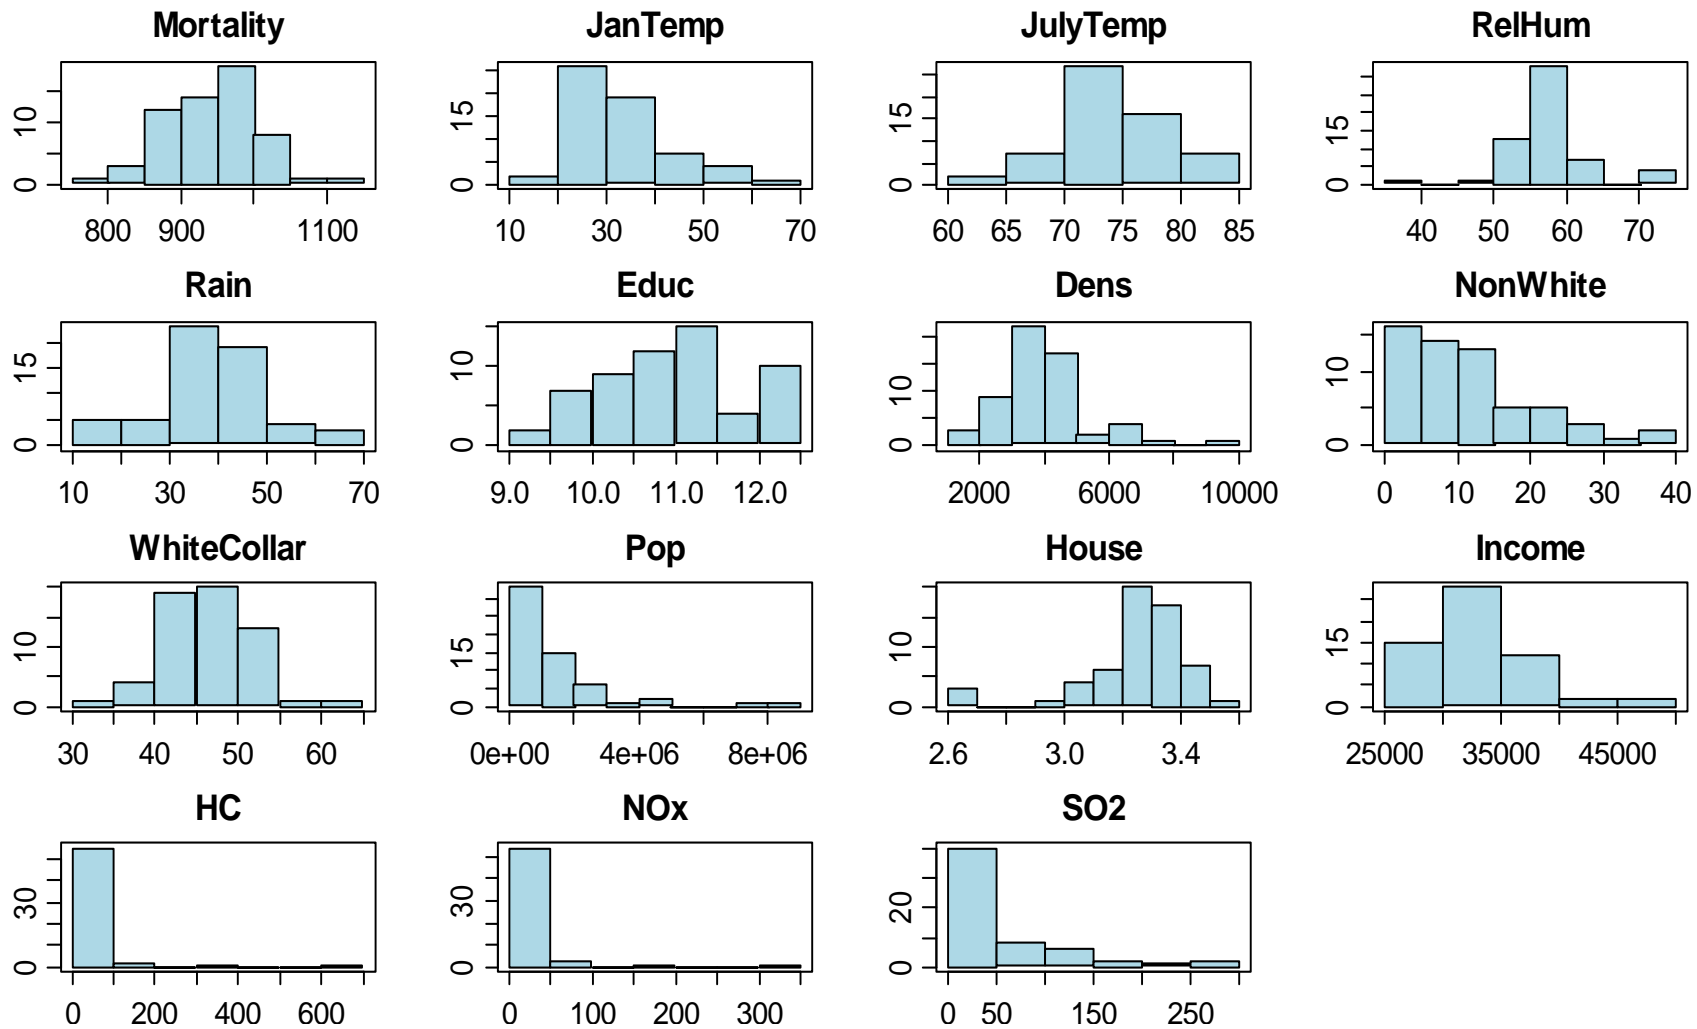 Mortality JanTemp JulyTemp RelHum
0 10 0 15 0 15 0 15
800 900 1100 10 30 50 70 60 65 70 75 80 85 40 50 60 70
Rain Educ Dens NonWhite
0 15 0 10 0 10 0 10
10 30 50 70 9.0 10.0 11.0 12.0 2000 6000 10000 0 10 20 30 40
WhiteCollar Pop House Income
0 10 0 15 0 10 0 15
30 40 50 60 0e+00 4e+06 8e+06 2.6 3.0 3.4 25000 35000 45000
HC NOx SO2
0 30 0 30 0 20
0 200 400 600 0 100 200 300 0 50 150 250